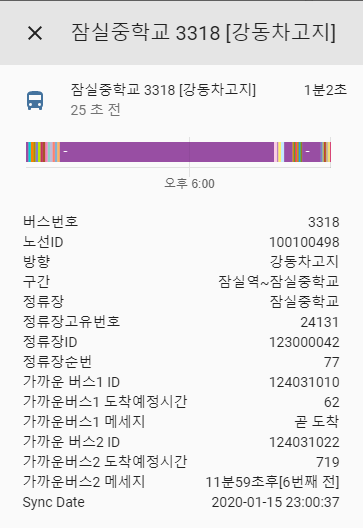 잠실중학교 3318 [강동차고지]
잠실중학교 3318 [강동차고지] 1분2초
25 초 전
- -
오후 6:00
버스번호 3318
노선ID 100100498
방향 강동차고지
구간 잠실역~잠실중학교
정류장 잠실중학교
정류장고유번호 24131
정류장ID 123000042
정류장순번 77
가까운 버스1 ID 124031010
가까운버스1 도착예정시간 62
가까운버스1 메세지 곧 도착
가까운 버스2 ID 124031022
가까운버스2 도착예정시간 719
가까운버스2 메세지 11분59초후[6번째 전]
Sync Date 2020-01-15 23:00:37